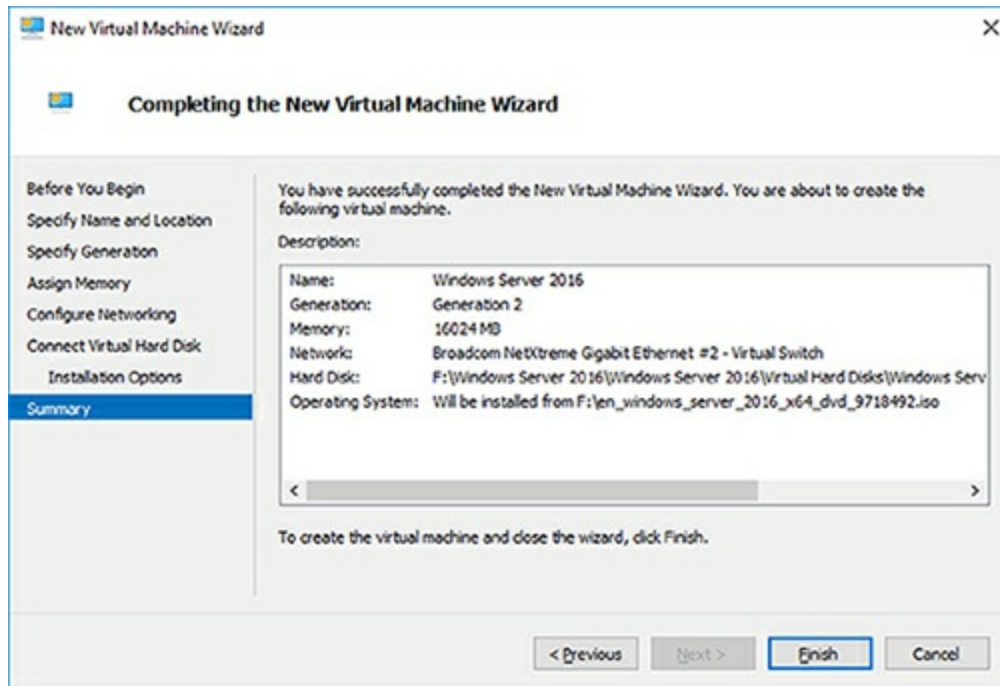 New Virtual Machine Wizard
Completing the New Virtual Machine Wizard
Before You Begin
Specify Name and Location
Specify Generation
Assign Memory
Configure Networking
Connect Virtual Hard Disk
Installation Options
Summary
You have successfully completed the New Virtual Machine Wizard. You are about to create the
following virtual machine.
Description:
Name: Windows Server 2016
Generation: Generation 2
Memory: 16024 MB
Network: Broadcom NetXtreme Gigabit Ethernet #2 - Virtual Switch
Hard Disk: F:\Windows Server 2016\Windows Server 2016\Virtual Hard Disks\Windows Serv
Operating System: Will be installed from F:\en_windows_server_2016_x64_dvd_9718492.iso
To create the virtual machine and close the wizard, click Finish.
< Previous Next > Finish Cancel